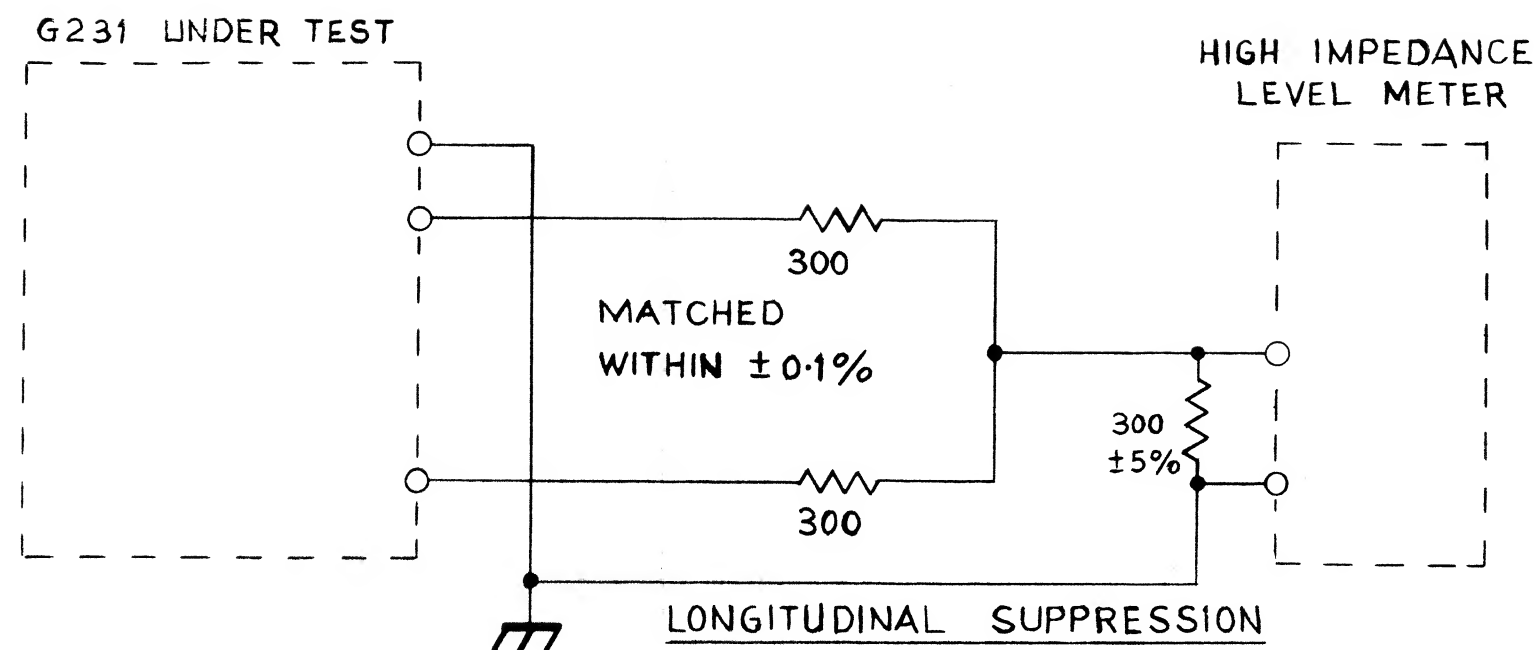 G231 UNDER TEST
HIGH IMPEDANCE
LEVEL METER
300
MATCHED
WITHIN ±0·1%
300
±5%
300
LONGITUDINAL SUPPRESSION